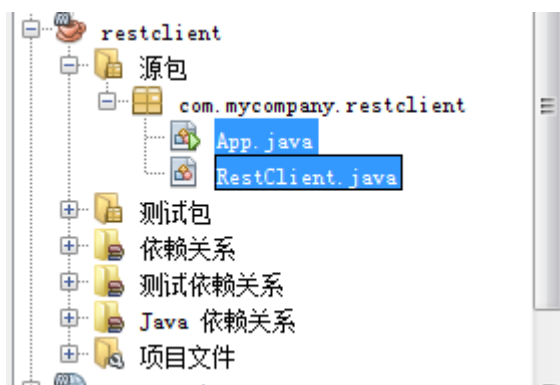 restclient
源包
com.mycompany.restclient
App.java
RestClient.java
测试包
依赖关系
测试依赖关系
Java 依赖关系
项目文件